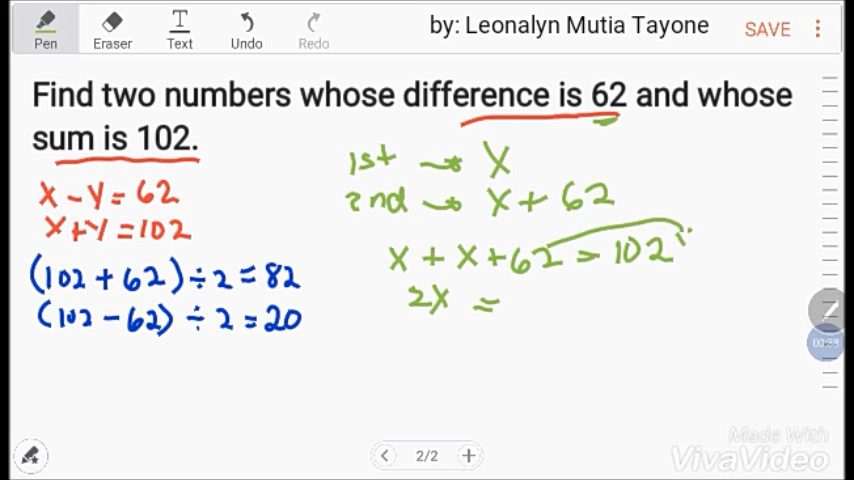 Pen Eraser Text Undo Redo by: Leonalyn Mutia Tayone SAVE
Find two numbers whose difference is 62 and whose
sum is 102.
x - y = 62
x + y = 102
(102 + 62) ÷ 2 = 82
(102 - 62) ÷ 2 = 20
1st → x
2nd → x + 62
x + x + 62 = 102
2x =
00:38
2/2
Made With
VivaVideo